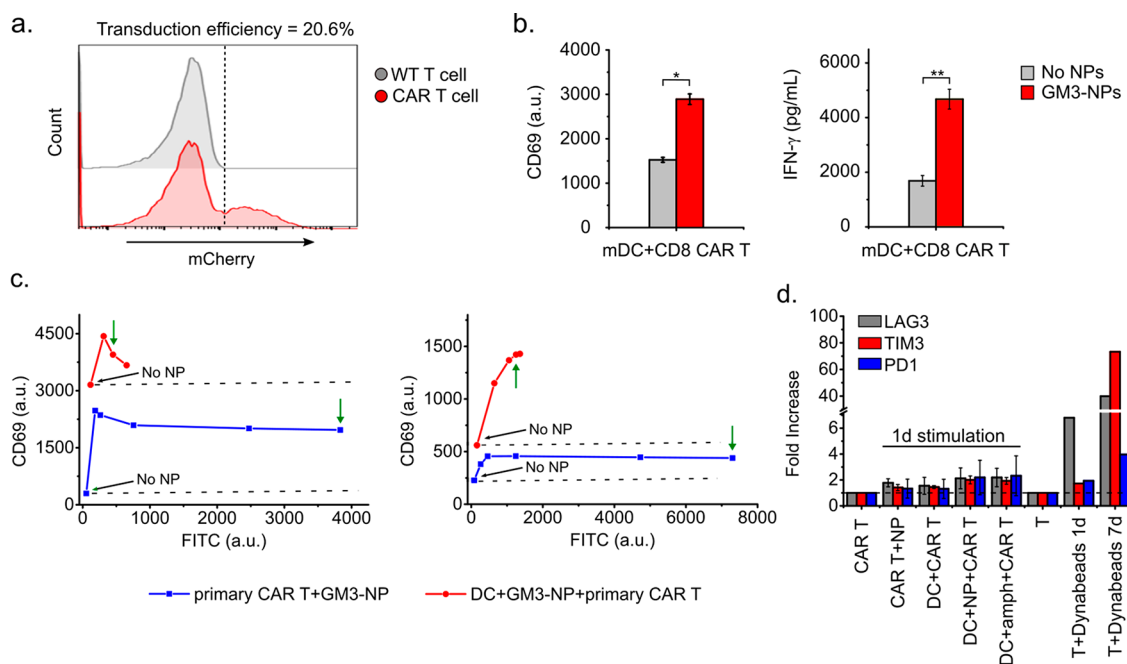 a.
Transduction efficiency = 20.6%
Count
mCherry
WT T cell
CAR T cell
b.
CD69 (a.u.)
4000
3000
2000
1000
0
*
mDC+CD8 CAR T
IFN-γ (pg/mL)
6000
4000
2000
0
**
mDC+CD8 CAR T
No NPs
GM3-NPs
c.
CD69 (a.u.)
4500
3000
1500
0
No NP
No NP
0 1000 2000 3000 4000
FITC (a.u.)
CD69 (a.u.)
1500
1000
500
0
No NP
No NP
0 2000 4000 6000 8000
FITC (a.u.)
primary CAR T+GM3-NP
DC+GM3-NP+primary CAR T
d.
Fold Increase
100
80
60
40
8
6
4
2
0
LAG3
TIM3
PD1
1d stimulation
CAR T
CAR T+NP
DC+CAR T
DC+NP+CAR T
DC+amph+CAR T
T
T+Dynabeads 1d
T+Dynabeads 7d